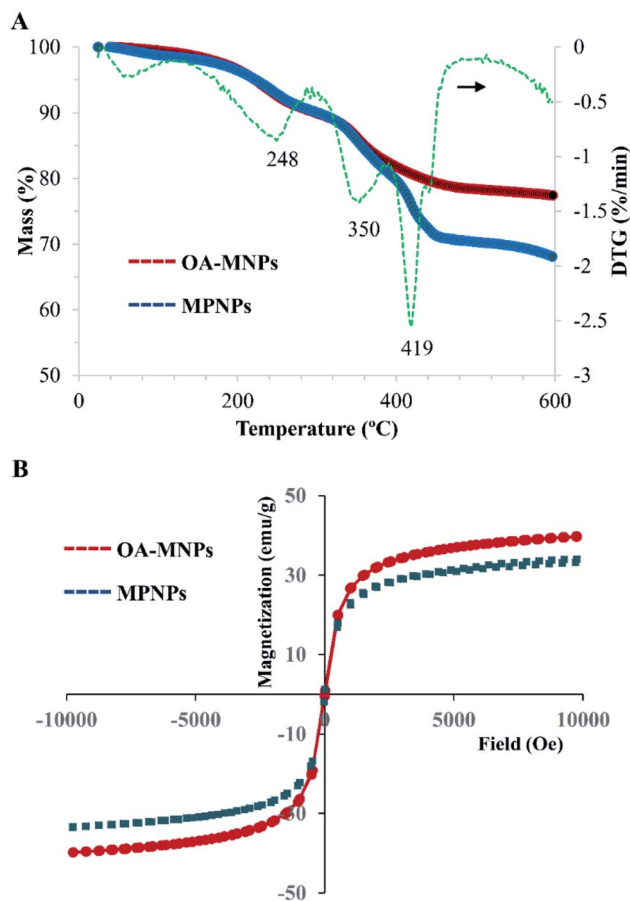 A
100
90
80
70
60
50
Mass (%)
0
-0.5
-1
-1.5
-2
-2.5
-3
DTG (%/min)
248
350
419
OA-MNPs
MPNPs
0
200
400
600
Temperature (ºC)
B
50
30
10
-10
-30
-50
Magnetization (emu/g)
OA-MNPs
MPNPs
-10000
-5000
0
5000
10000
Field (Oe)